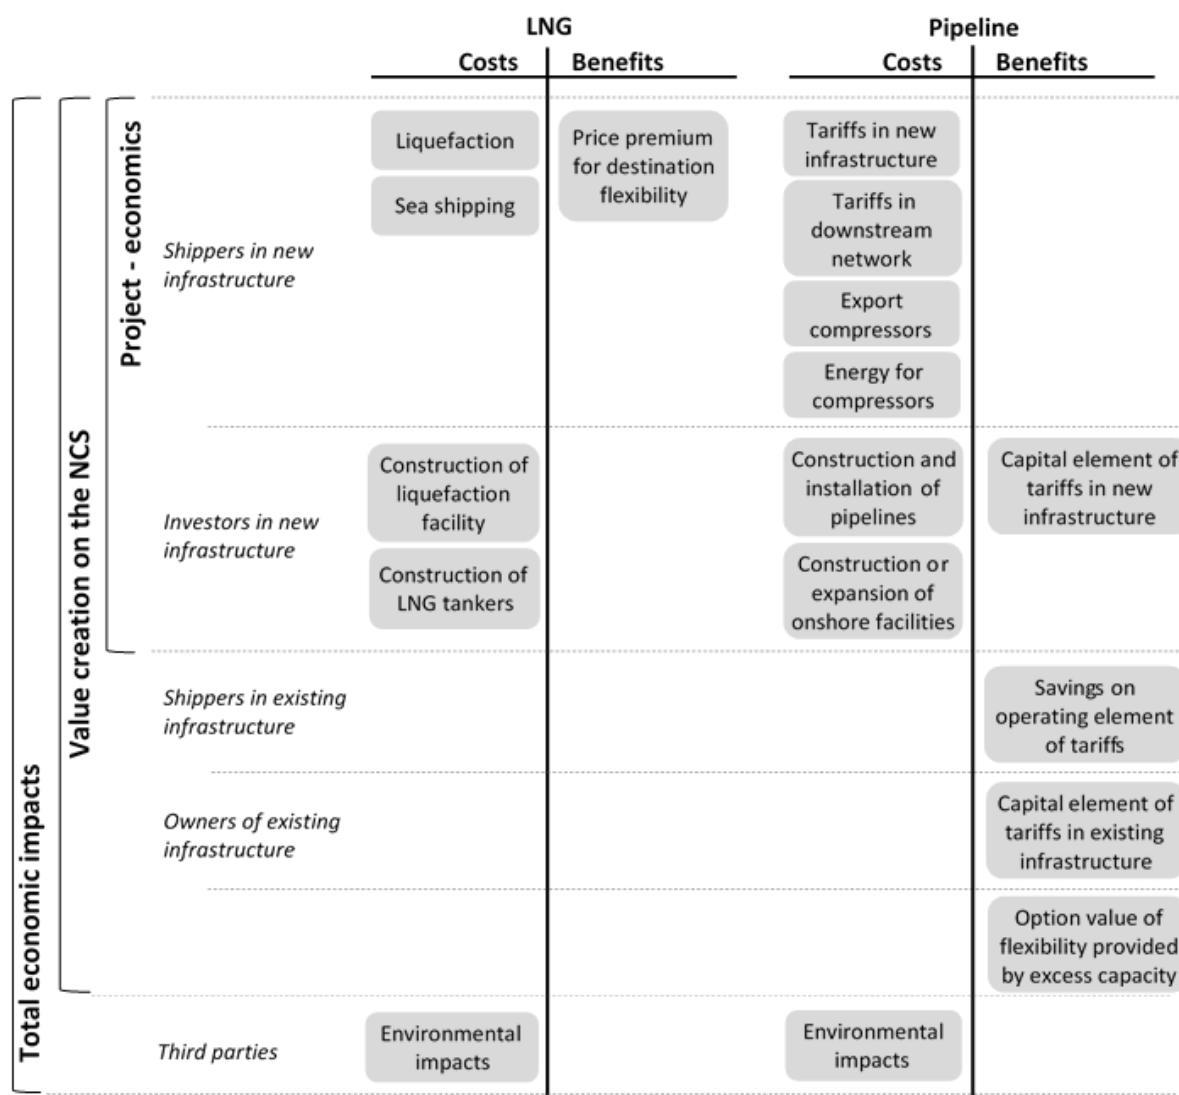 LNG
Pipeline
Costs
Benefits
Costs
Benefits
Total economic impacts
Value creation on the NCS
Project - economics
Shippers in new
infrastructure
Liquefaction
Sea shipping
Price premium
for destination
flexibility
Tariffs in new
infrastructure
Tariffs in
downstream
network
Export
compressors
Energy for
compressors
Investors in new
infrastructure
Construction of
liquefaction
facility
Construction of
LNG tankers
Construction and
installation of
pipelines
Construction or
expansion of
onshore facilities
Capital element of
tariffs in new
infrastructure
Shippers in existing
infrastructure
Savings on
operating element
of tariffs
Owners of existing
infrastructure
Capital element of
tariffs in existing
infrastructure
Option value of
flexibility provided
by excess capacity
Third parties
Environmental
impacts
Environmental
impacts